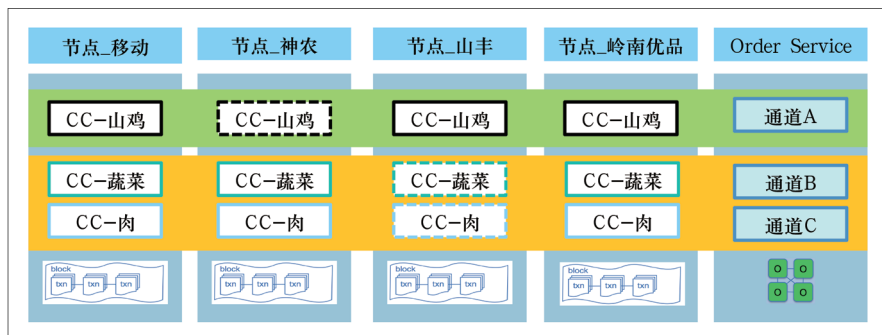 节点_移动 节点_神农 节点_山丰 节点_岭南优品 Order Service
CC-山鸡 CC-山鸡 CC-山鸡 CC-山鸡 通道A
CC-蔬菜 CC-蔬菜 CC-蔬菜 CC-蔬菜 通道B
CC-肉 CC-肉 CC-肉 CC-肉 通道C
block block block block
txn txn txn txn txn txn txn txn txn txn txn txn
O O
O O